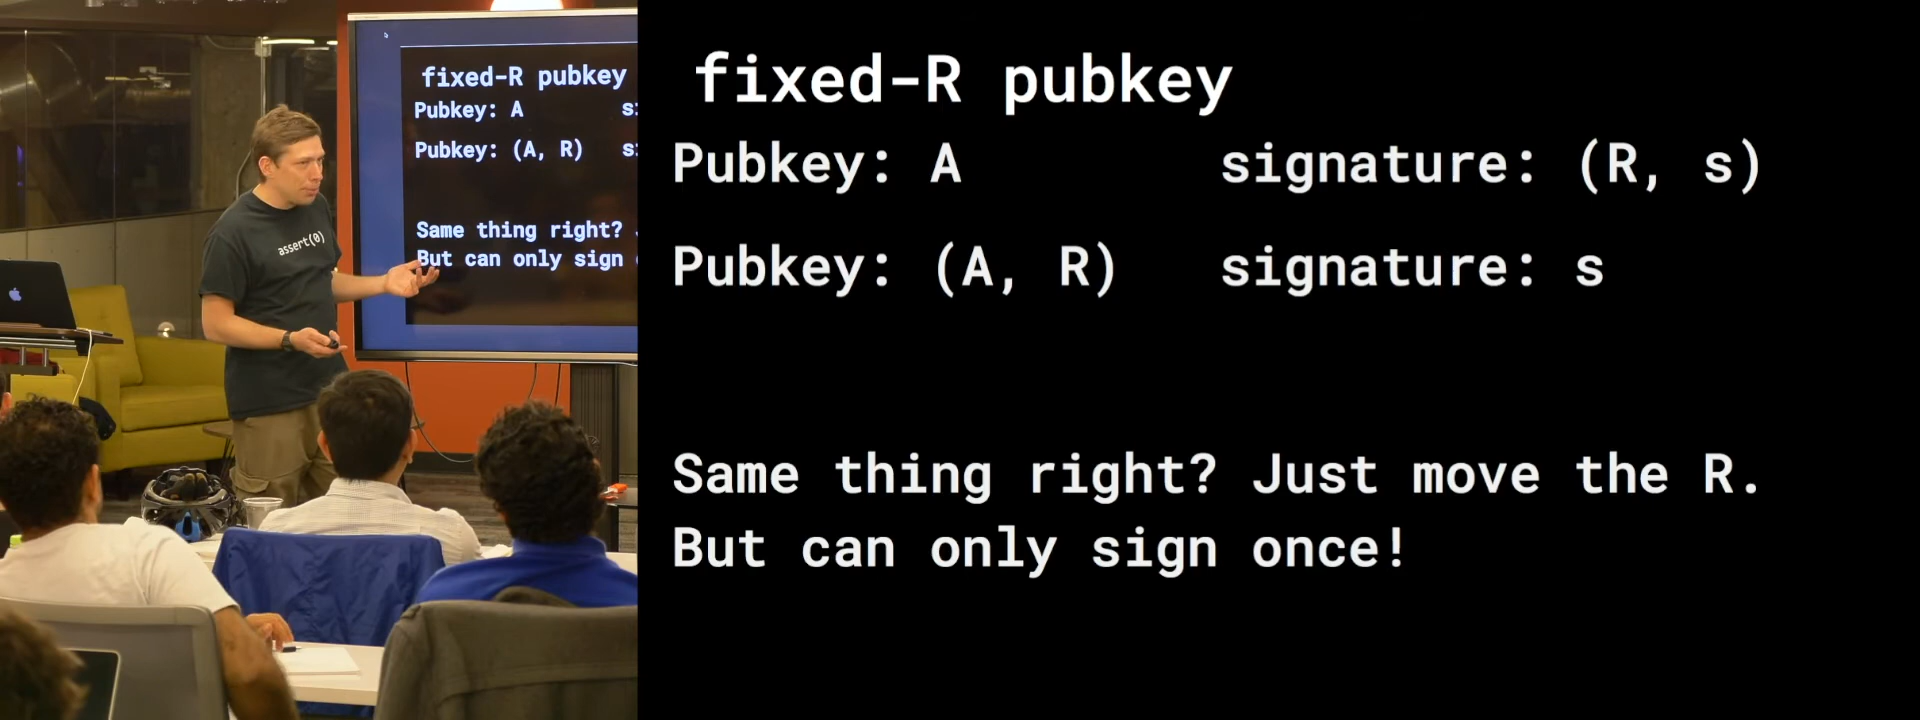 fixed-R pubkey
Pubkey: A
Pubkey: (A, R)
Same thing right?
But can only sign
assert(0)
fixed-R pubkey
Pubkey: A signature: (R, s)
Pubkey: (A, R) signature: s
Same thing right? Just move the R.
But can only sign once!